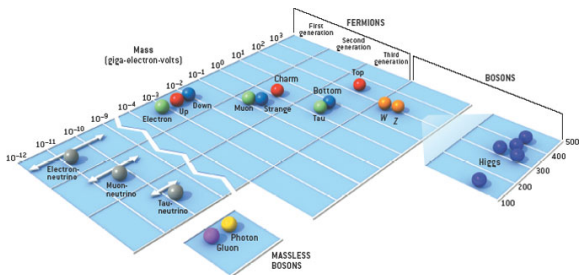 FERMIONS
First
generation
Second
generation
Third
generation
BOSONS
Mass
(giga-electron-volts)
10³
10²
10¹
10⁰
10⁻¹
10⁻²
10⁻³
10⁻⁴
10⁻⁹
10⁻¹⁰
10⁻¹¹
10⁻¹²
Top
Charm
Bottom
Down
Up
Electron
Muon
Strange
Tau
W
Z
Electron-
neutrino
Muon-
neutrino
Tau-
neutrino
Higgs
500
400
300
200
100
Photon
Gluon
MASSLESS
BOSONS